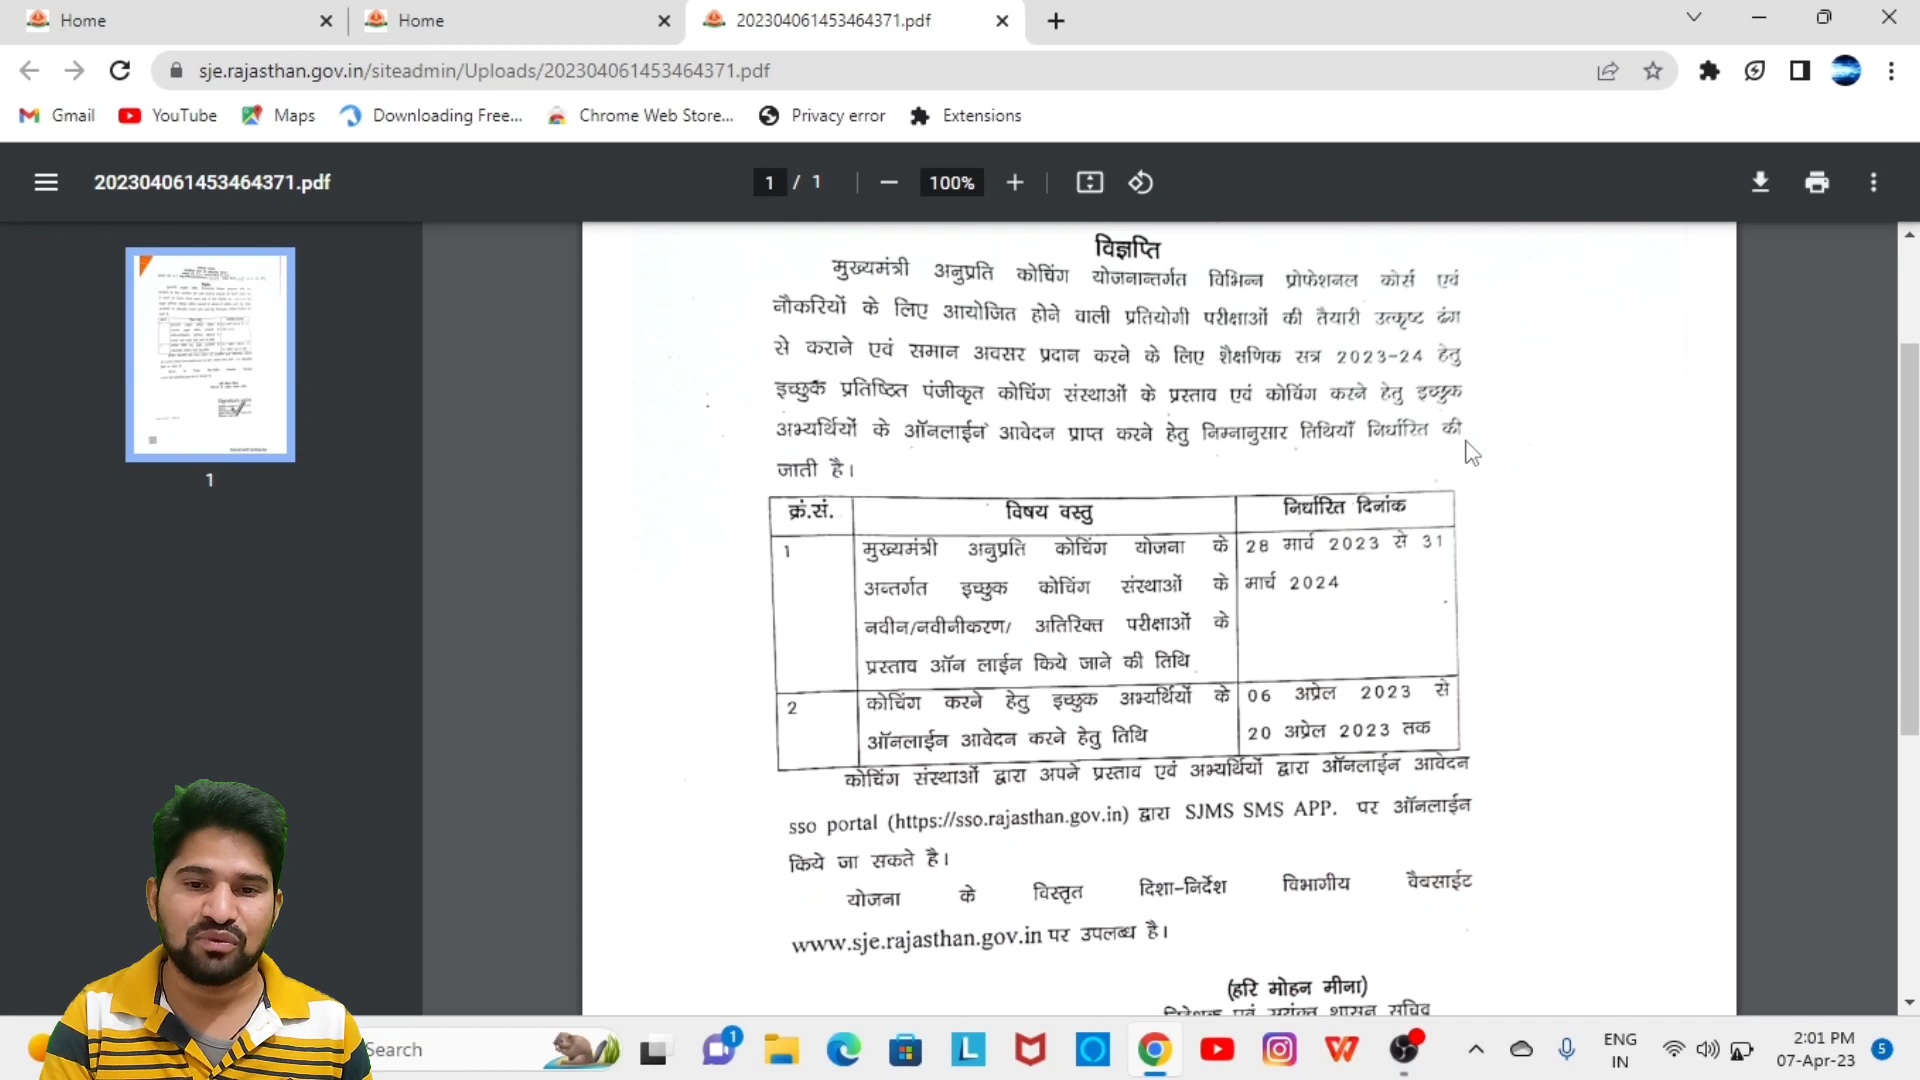 Home
Home
202304061453464371.pdf
sje.rajasthan.gov.in/siteadmin/Uploads/202304061453464371.pdf
Gmail
YouTube
Maps
Downloading Free...
Chrome Web Store...
Privacy error
Extensions
202304061453464371.pdf
1 / 1
100%
1
विज्ञप्ति
मुख्यमंत्री अनुप्रति कोचिंग योजनान्तर्गत विभिन्न प्रोफेशनल कोर्स एवं
नौकरियों के लिए आयोजित होने वाली प्रतियोगी परीक्षाओं की तैयारी उत्कृष्ट ढंग
से कराने एवं समान अवसर प्रदान करने के लिए शैक्षणिक सत्र 2023-24 हेतु
इच्छुक प्रतिष्ठित पंजीकृत कोचिंग संस्थाओं के प्रस्ताव एवं कोचिंग करने हेतु इच्छुक
अभ्यर्थियों के ऑनलाईन आवेदन प्राप्त करने हेतु निम्नानुसार तिथियाँ निर्धारित की
जाती है।
क्रं.सं. विषय वस्तु निर्धारित दिनांक
1 मुख्यमंत्री अनुप्रति कोचिंग योजना के 28 मार्च 2023 से 31
अन्तर्गत इच्छुक कोचिंग संस्थाओं के मार्च 2024
नवीन/नवीनीकरण/ अतिरिक्त परीक्षाओं के
प्रस्ताव ऑन लाईन किये जाने की तिथि
2 कोचिंग करने हेतु इच्छुक अभ्यर्थियों के 06 अप्रेल 2023 से
ऑनलाईन आवेदन करने हेतु तिथि 20 अप्रेल 2023 तक
कोचिंग संस्थाओं द्वारा अपने प्रस्ताव एवं अभ्यर्थियों द्वारा ऑनलाईन आवेदन
sso portal (https://sso.rajasthan.gov.in) द्वारा SJMS SMS APP. पर ऑनलाईन
किये जा सकते है।
योजना के विस्तृत दिशा-निर्देश विभागीय वैबसाईट
www.sje.rajasthan.gov.in पर उपलब्ध है।
(हरि मोहन मीना)
निदेशक एवं संयुक्त शासन सचिव
Search
1
ENG
IN
2:01 PM
07-Apr-23
5